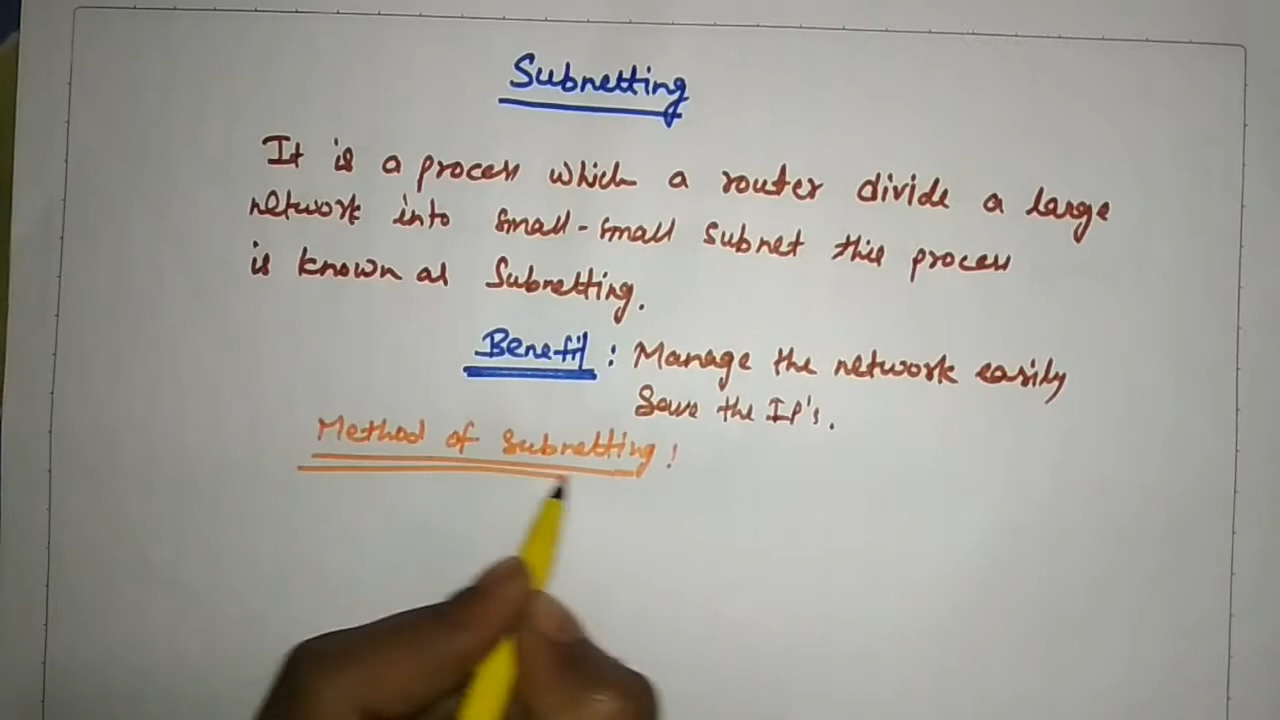 Subnetting
It is a process which a router divide a large
network into small-small subnet this process
is known as Subnetting.
Benefit : Manage the network easily
Save the IP's.
Method of Subnetting :